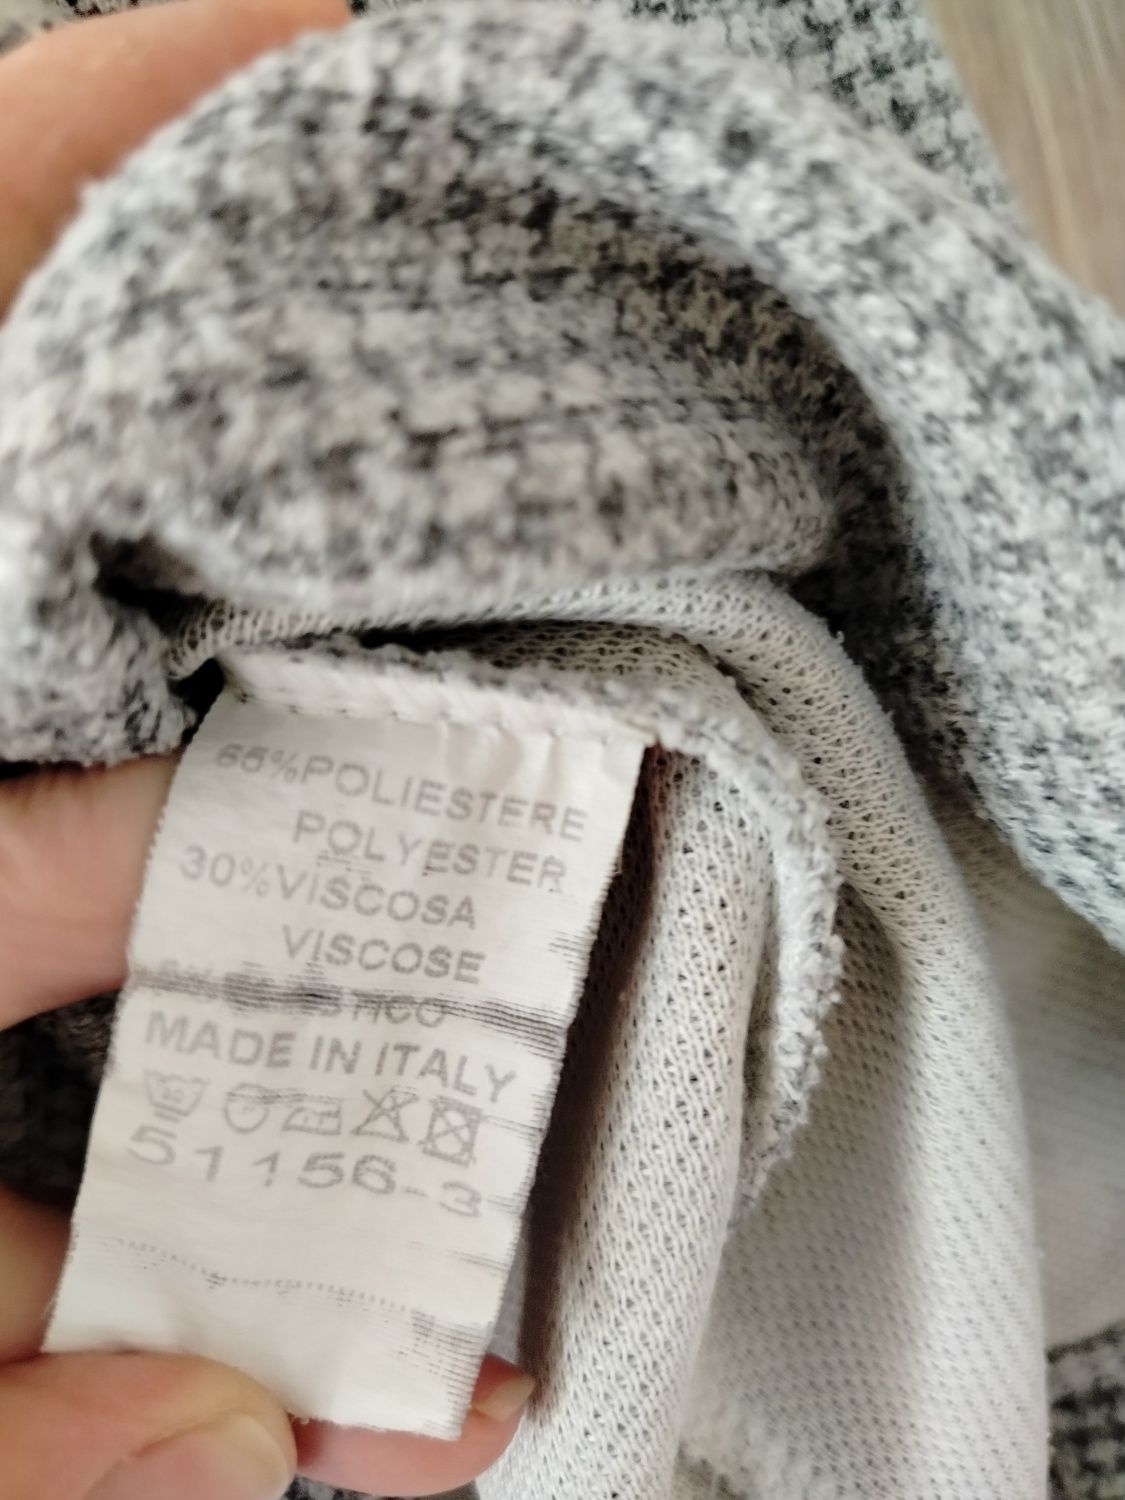 65%POLIESTERE
POLYESTER
30%VISCOSA
VISCOSE
MADE IN ITALY
51156-3